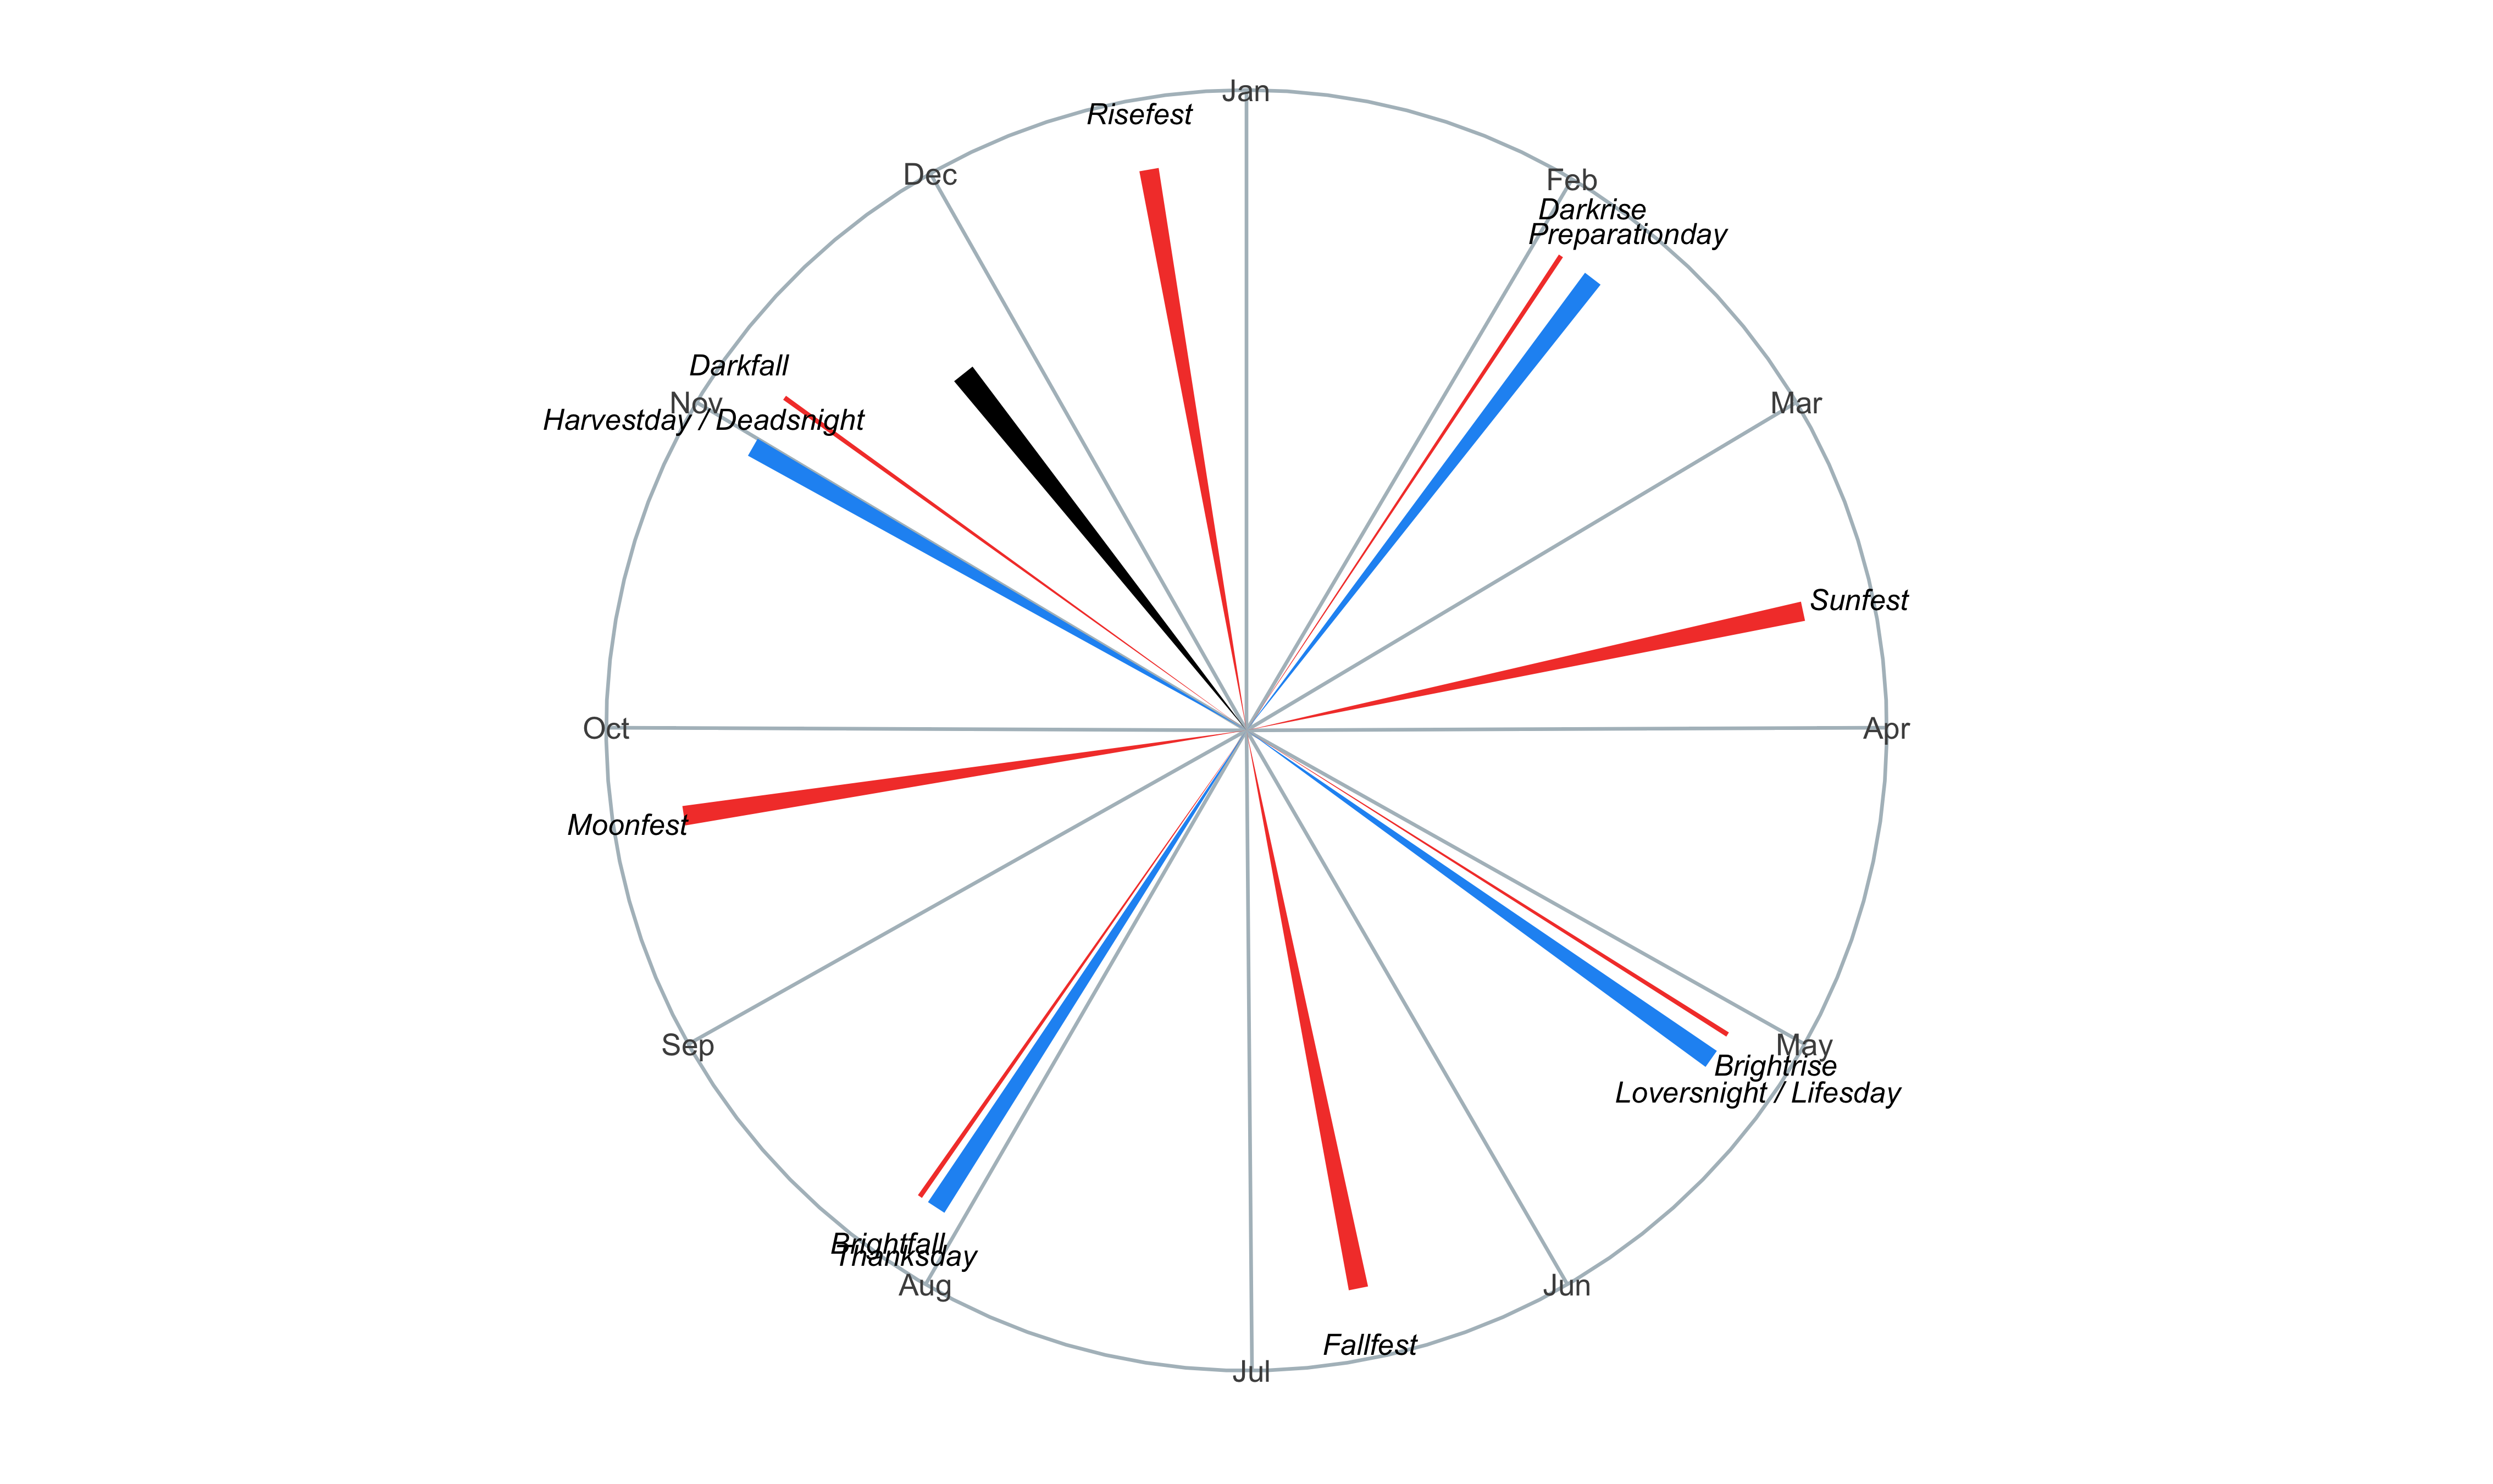 Jan
Risefest
Dec
Feb
Darkrise
Preparationday
Darkfall
Nov
Mar
Harvestday / Deadsnight
Sunfest
Oct
Apr
Moonfest
Sep
May
Brightrise
Loversnight / Lifesday
Brightfall
Thanksday
Aug
Jun
Fallfest
Jul